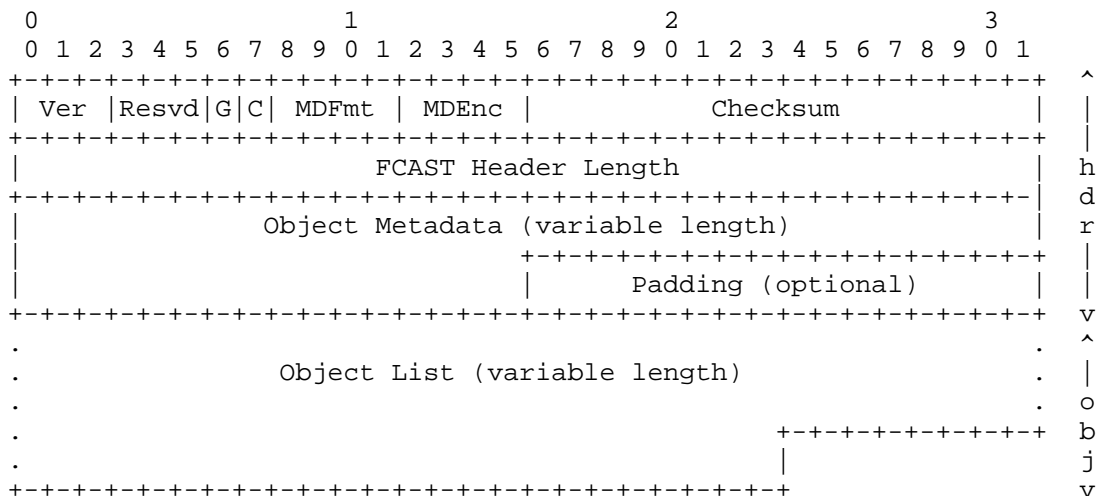 0                   1                   2                   3
 0 1 2 3 4 5 6 7 8 9 0 1 2 3 4 5 6 7 8 9 0 1 2 3 4 5 6 7 8 9 0 1
+-+-+-+-+-+-+-+-+-+-+-+-+-+-+-+-+-+-+-+-+-+-+-+-+-+-+-+-+-+-+-+-+  ^
| Ver |Resvd|G|C| MDFmt | MDEnc |           Checksum            |  |
+-+-+-+-+-+-+-+-+-+-+-+-+-+-+-+-+-+-+-+-+-+-+-+-+-+-+-+-+-+-+-+-+  |
|                      FCAST Header Length                      |  h
+-+-+-+-+-+-+-+-+-+-+-+-+-+-+-+-+-+-+-+-+-+-+-+-+-+-+-+-+-+-+-+-|  d
|               Object Metadata (variable length)               |  r
|                               +-+-+-+-+-+-+-+-+-+-+-+-+-+-+-+-+  |
|                               |      Padding (optional)       |  |
+-+-+-+-+-+-+-+-+-+-+-+-+-+-+-+-+-+-+-+-+-+-+-+-+-+-+-+-+-+-+-+-+  v
.                                                               .  ^
.                Object List (variable length)                  .  |
.                                                               .  o
.                                               +-+-+-+-+-+-+-+-+  b
.                                               |                  j
+-+-+-+-+-+-+-+-+-+-+-+-+-+-+-+-+-+-+-+-+-+-+-+-+                  v